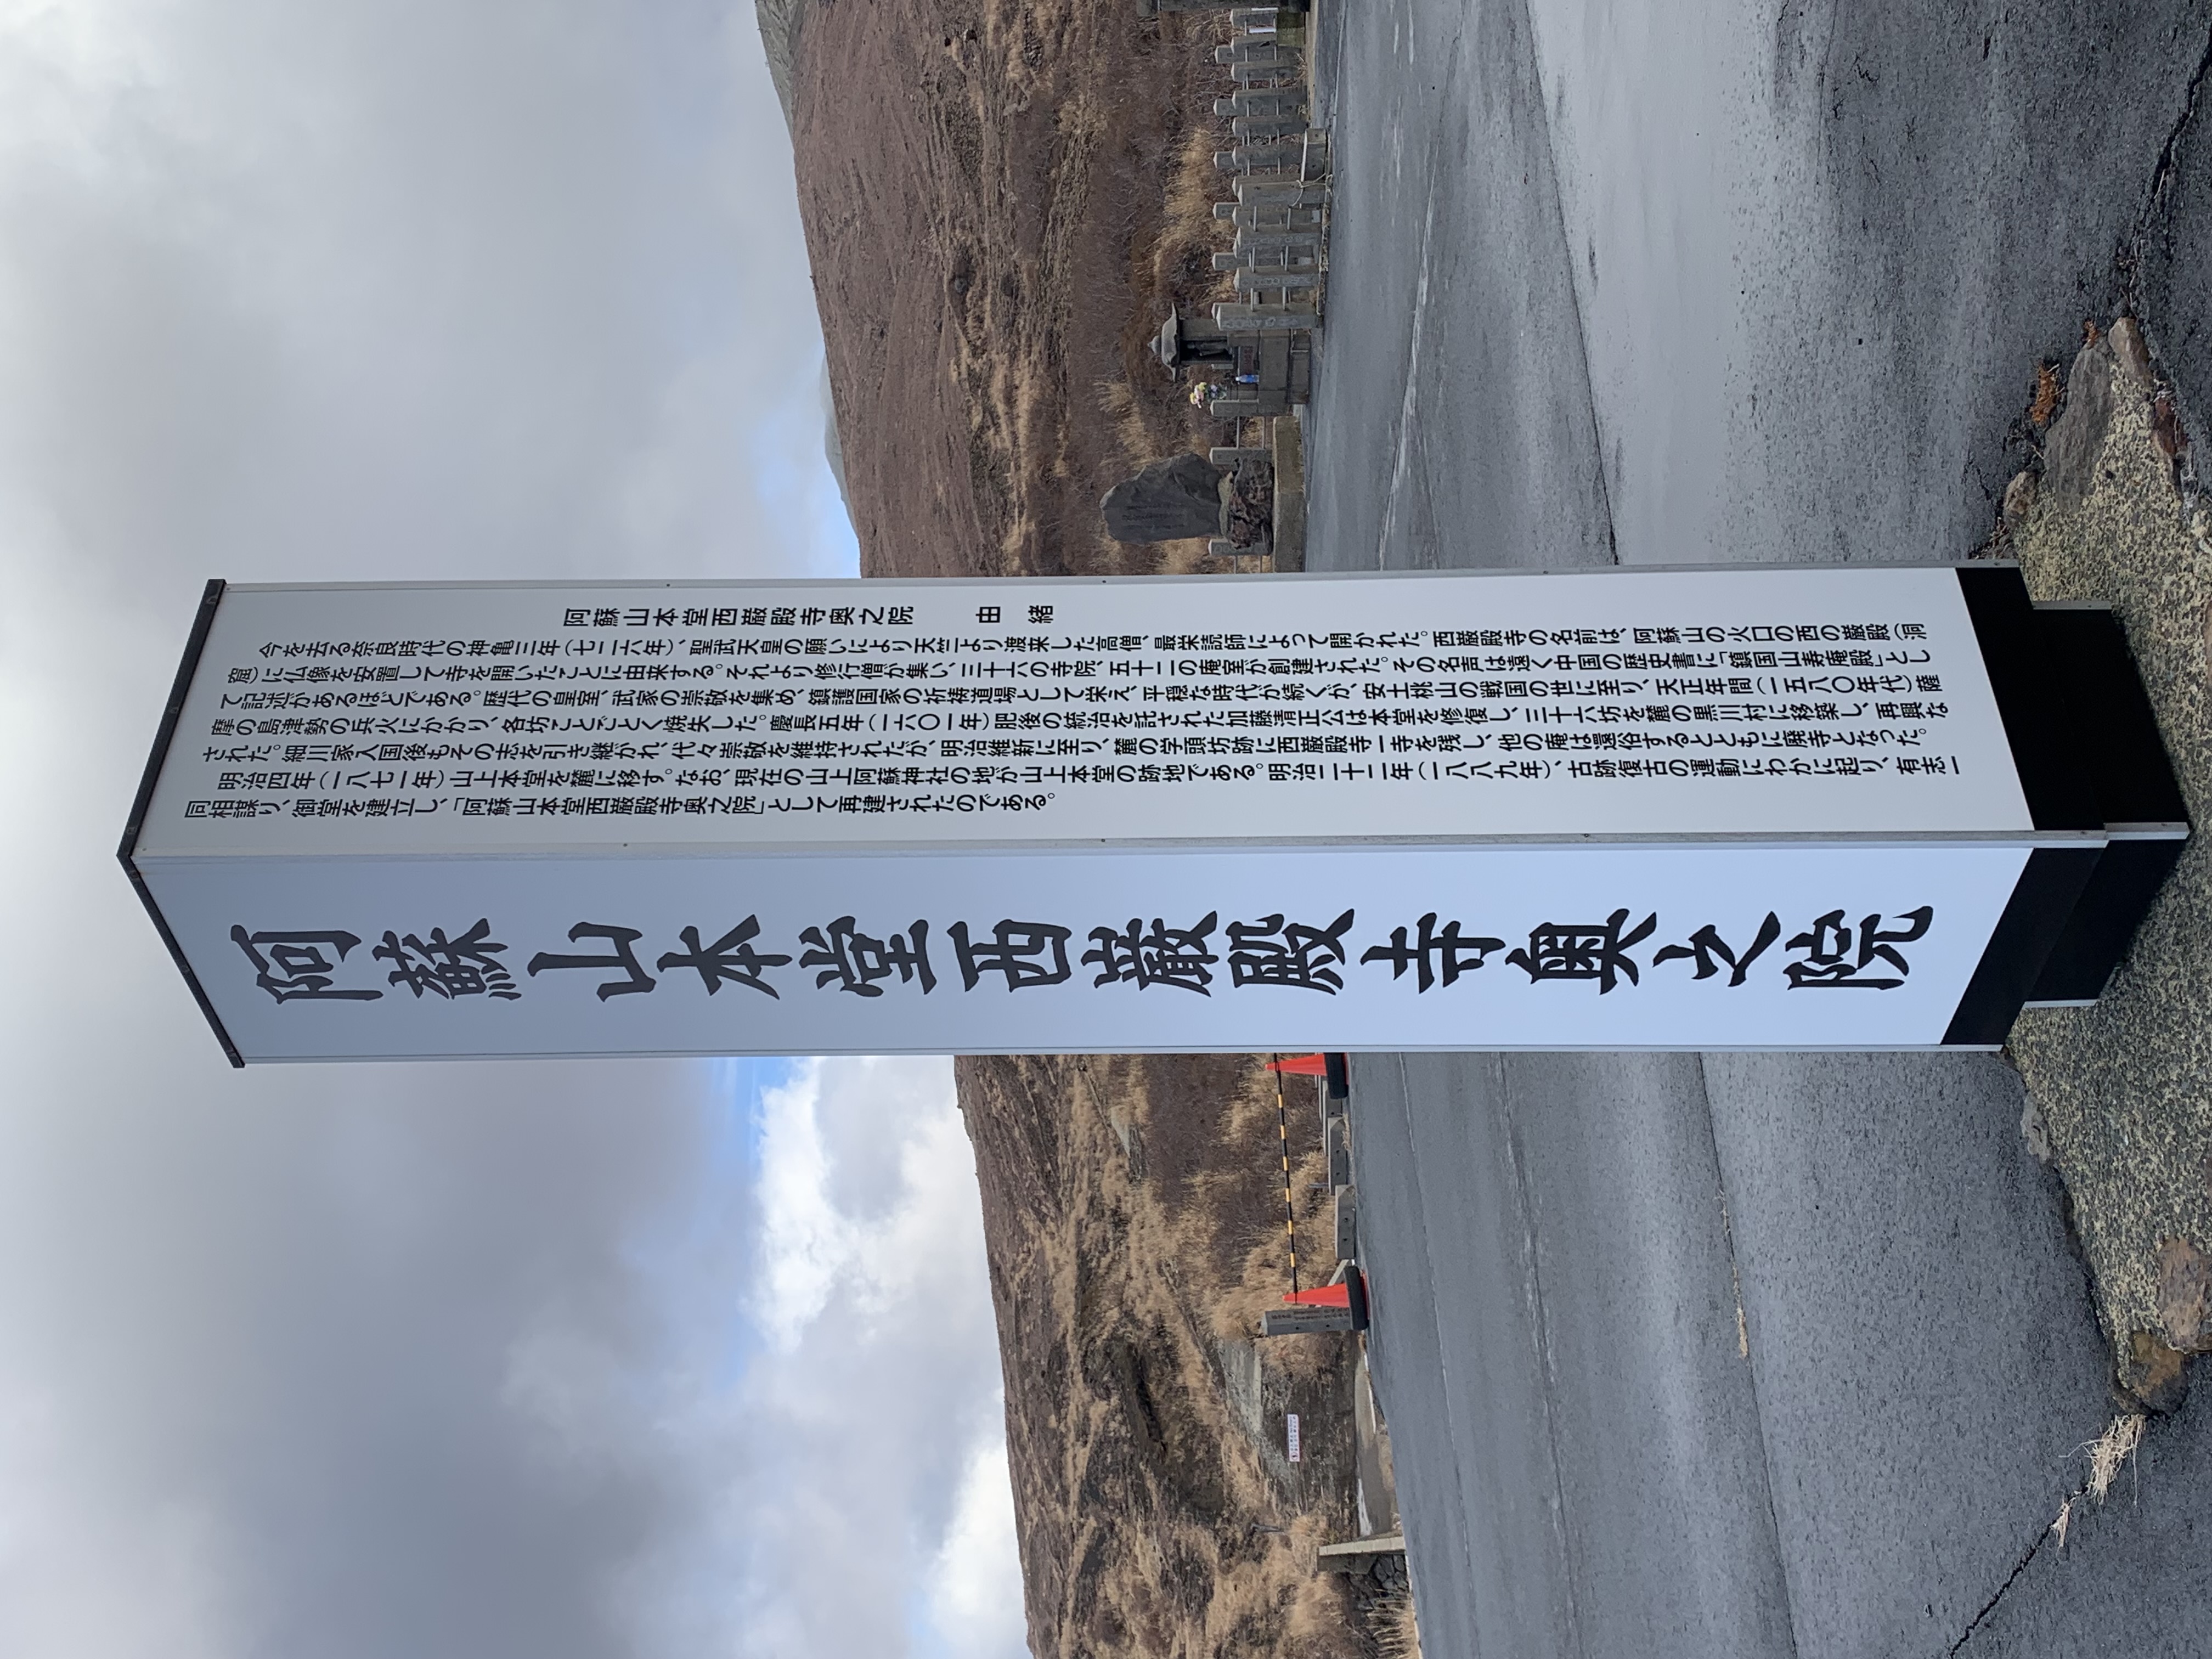 阿蘇山本堂西巌殿寺奥之院
阿蘇山本堂西巌殿寺奥之院　由　緒
今を去る奈良時代の神亀三年(七二六年)、聖武天皇の願いにより天竺より渡来した高僧、最栄読師によって開かれた。西巌殿寺の名前は、阿蘇山の火口の西の巌殿(洞
窟)に仏像を安置して寺を開いたことに由来する。それより修行僧が集い、三十六の寺院、五十二の庵室が創建された。その名声は遠く中国の歴史書に「鎮国山寿庵殿」とし
て記述があるほどである。歴代の皇室、武家の崇敬を集め、鎮護国家の祈祷道場として栄え、平穏な時代が続くが、安土桃山の戦国の世に至り、天正年間(一五八〇年代)薩
摩の島津勢の兵火にかかり、各坊ことごとく焼失した。慶長五年(一六〇一年)肥後の統治を託された加藤清正公は本堂を修復し、三十六坊を麓の黒川村に移築し、再興な
された。細川家入国後もその志を引き継がれ、代々崇敬を維持されたが、明治維新に至り、麓の学頭坊跡に西巌殿寺一寺を残し、他の庵は還俗するとともに廃寺となった。
明治四年(一八七一年)山上本堂を麓に移す。なお、現在の山上阿蘇神社の地が山上本堂の跡地である。明治二十二年(一八八九年)、古跡復古の運動にわかに起り、有志一
同相謀り、御堂を建立し、「阿蘇山本堂西巌殿寺奥之院」として再建されたのである。